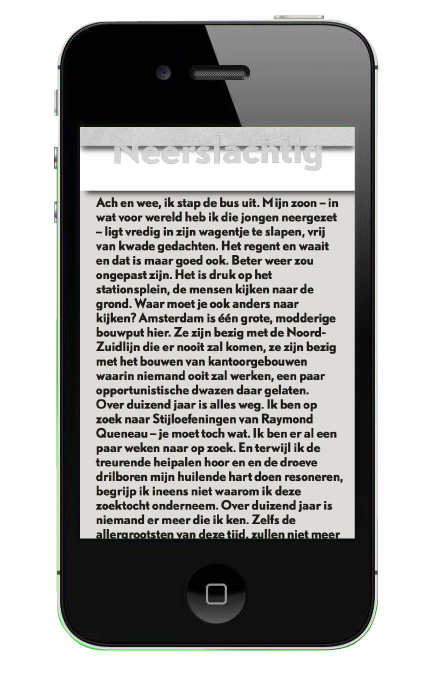 Neerslachtig
Ach en wee, ik stap de bus uit. Mijn zoon – in
wat voor wereld heb ik die jongen neergezet
– ligt vredig in zijn wagentje te slapen, vrij
van kwade gedachten. Het regent en waait
en dat is maar goed ook. Beter weer zou
ongepast zijn. Het is druk op het
stationsplein, de mensen kijken naar de
grond. Waar moet je ook anders naar
kijken? Amsterdam is één grote, modderige
bouwput hier. Ze zijn bezig met de Noord-
Zuidlijn die er nooit zal komen, ze zijn bezig
met het bouwen van kantoorgebouwen
waarin niemand ooit zal werken, een paar
opportunistische dwazen daar gelaten.
Over duizend jaar is alles weg. Ik ben op
zoek naar Stijloefeningen van Raymond
Queneau – je moet toch wat. Ik ben er al een
paar weken naar op zoek. En terwijl ik de
treurende heipalen hoor en en de droeve
drilboren mijn huilende hart doen resoneren,
begrijp ik ineens niet waarom ik deze
zoektocht onderneem. Over duizend jaar is
niemand er meer die ik ken. Zelfs de
allergrootsten van deze tijd, zullen niet meer